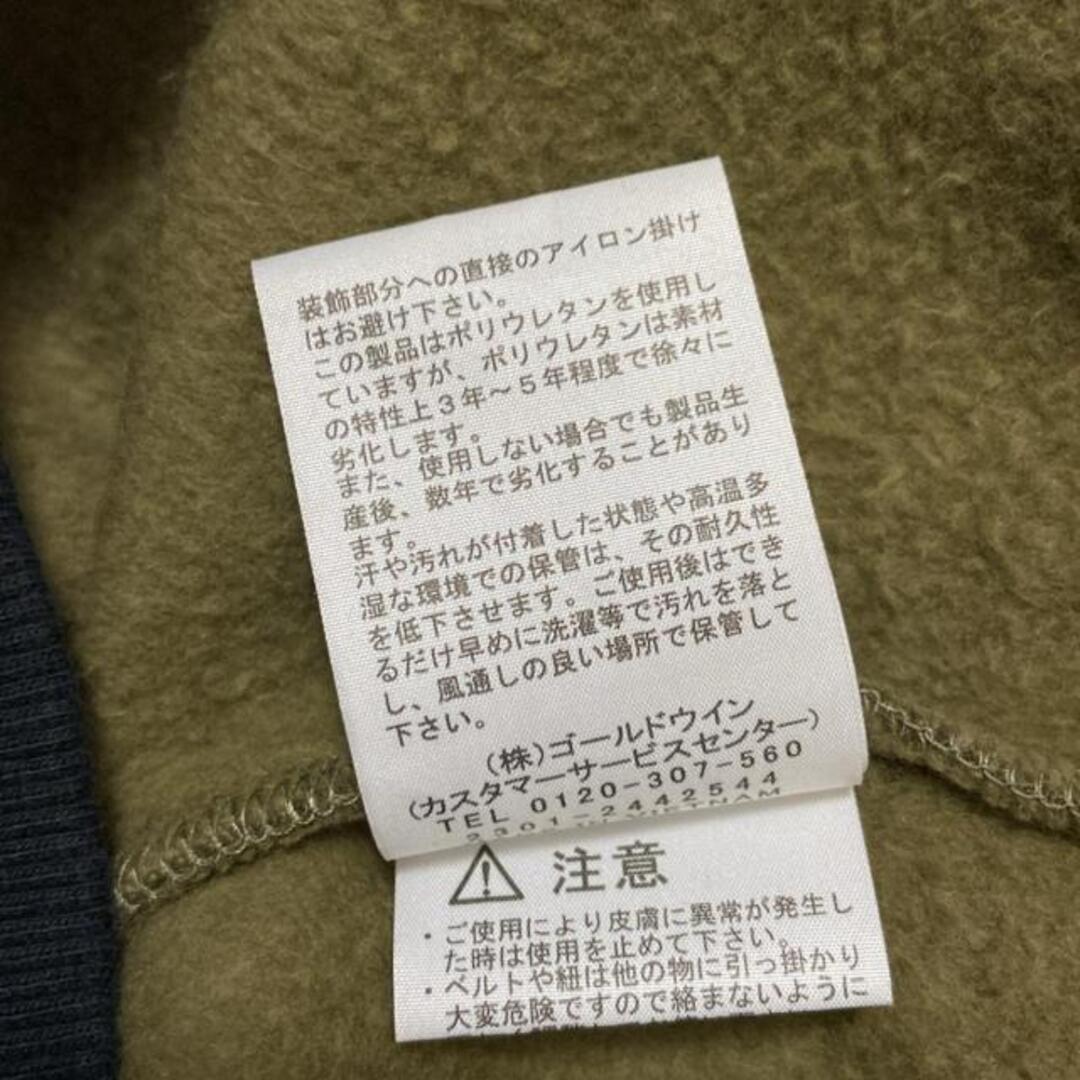 装飾部分への直接のアイロン掛け
はお避け下さい。
この製品はポリウレタンを使用し
ていますが、ポリウレタンは素材
の特性上３年～５年程度で徐々に
劣化します。
また、使用しない場合でも製品生
産後、数年で劣化することがあり
ます。
汗や汚れが付着した状態や高温多
湿な環境での保管は、その耐久性
を低下させます。ご使用後はでき
るだけ早めに洗濯等で汚れを落と
し、風通しの良い場所で保管して
下さい。
(株)ゴールドウイン
(カスタマーサービスセンター)
TEL 0120-307-560
2301-2442544
注意
・ご使用により皮膚に異常が発生し
た時は使用を止めて下さい。
・ベルトや紐は他の物に引っ掛かり
大変危険ですので絡まないように